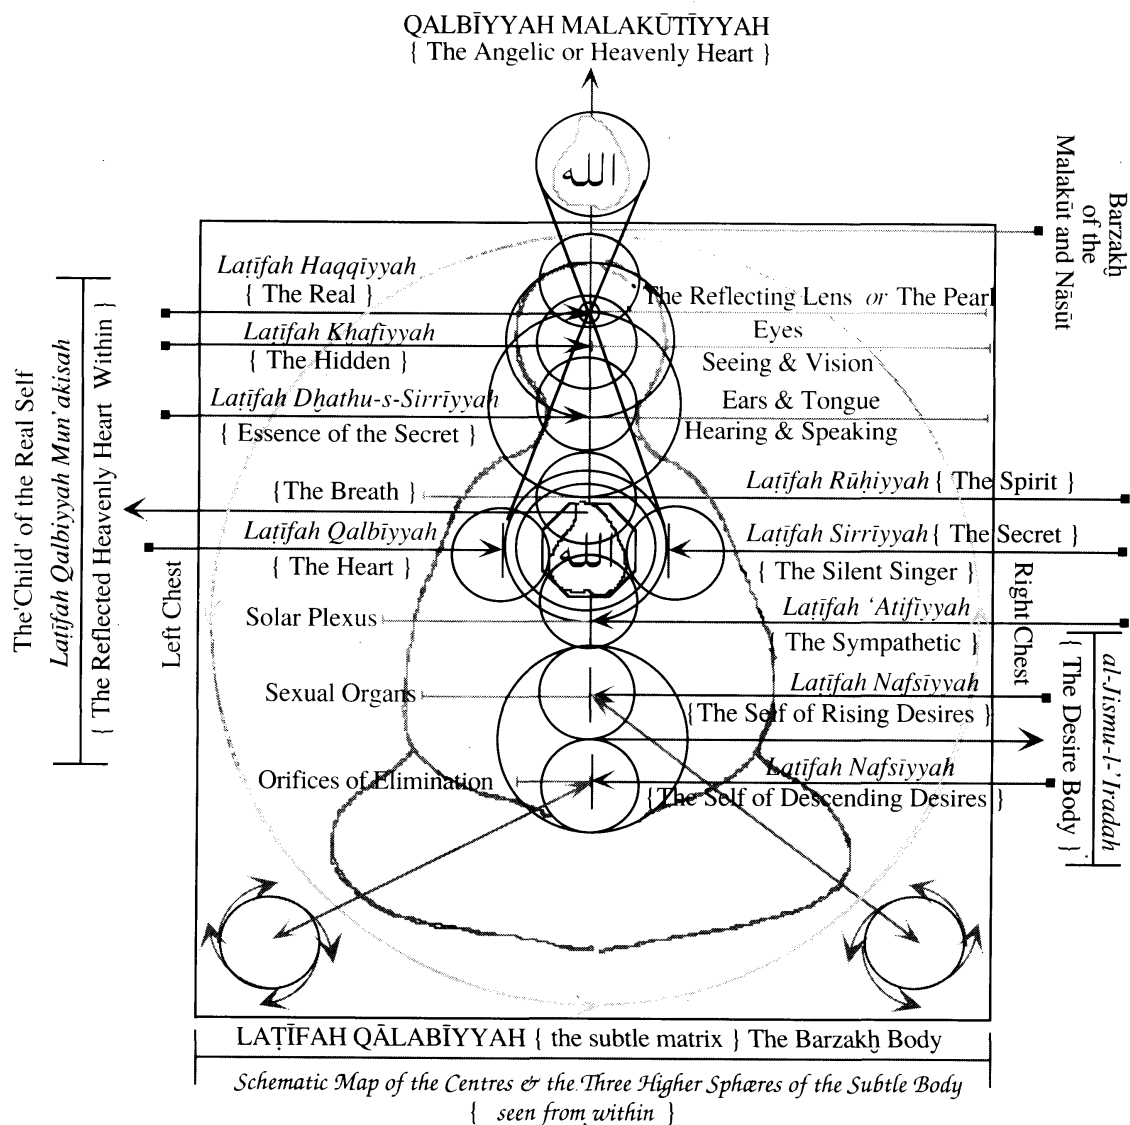 QALBĪYYAH MALAKŪTĪYYAH
{ The Angelic or Heavenly Heart }
الله
Barzakẖ
of the
Malakūt and Nāsūt
Laṭīfah Haqqīyyah
{ The Real }
The Reflecting Lens or The Pearl
Laṭīfah Kẖafīyyah
{ The Hidden }
Eyes
Seeing & Vision
Laṭīfah Dẖathu-s-Sirrīyyah
{ Essence of the Secret }
Ears & Tongue
Hearing & Speaking
{The Breath }
Laṭīfah Rūḥiyyah { The Spirit }
Laṭīfah Qalbīyyah
{ The Heart }
الله
Laṭīfah Sirrīyyah { The Secret }
{ The Silent Singer }
Left Chest
Right Chest
Solar Plexus
Laṭīfah ‘Atifīyyah
{ The Sympathetic }
Sexual Organs
Laṭīfah Nafsīyyah
{The Self of Rising Desires }
Orifices of Elimination
Laṭīfah Nafsīyyah
{The Self of Descending Desires }
The 'Child' of the Real Self
Laṭīfah Qalbiyyah Mun'akisah
{ The Reflected Heavenly Heart Within }
al-Jismu-l-'Iradah
{ The Desire Body }
LAṬĪFAH QĀLABĪYYAH { the subtle matrix } The Barzakẖ Body
Schematic Map of the Centres & the Three Higher Sphæres of the Subtle Body
{ seen from within }